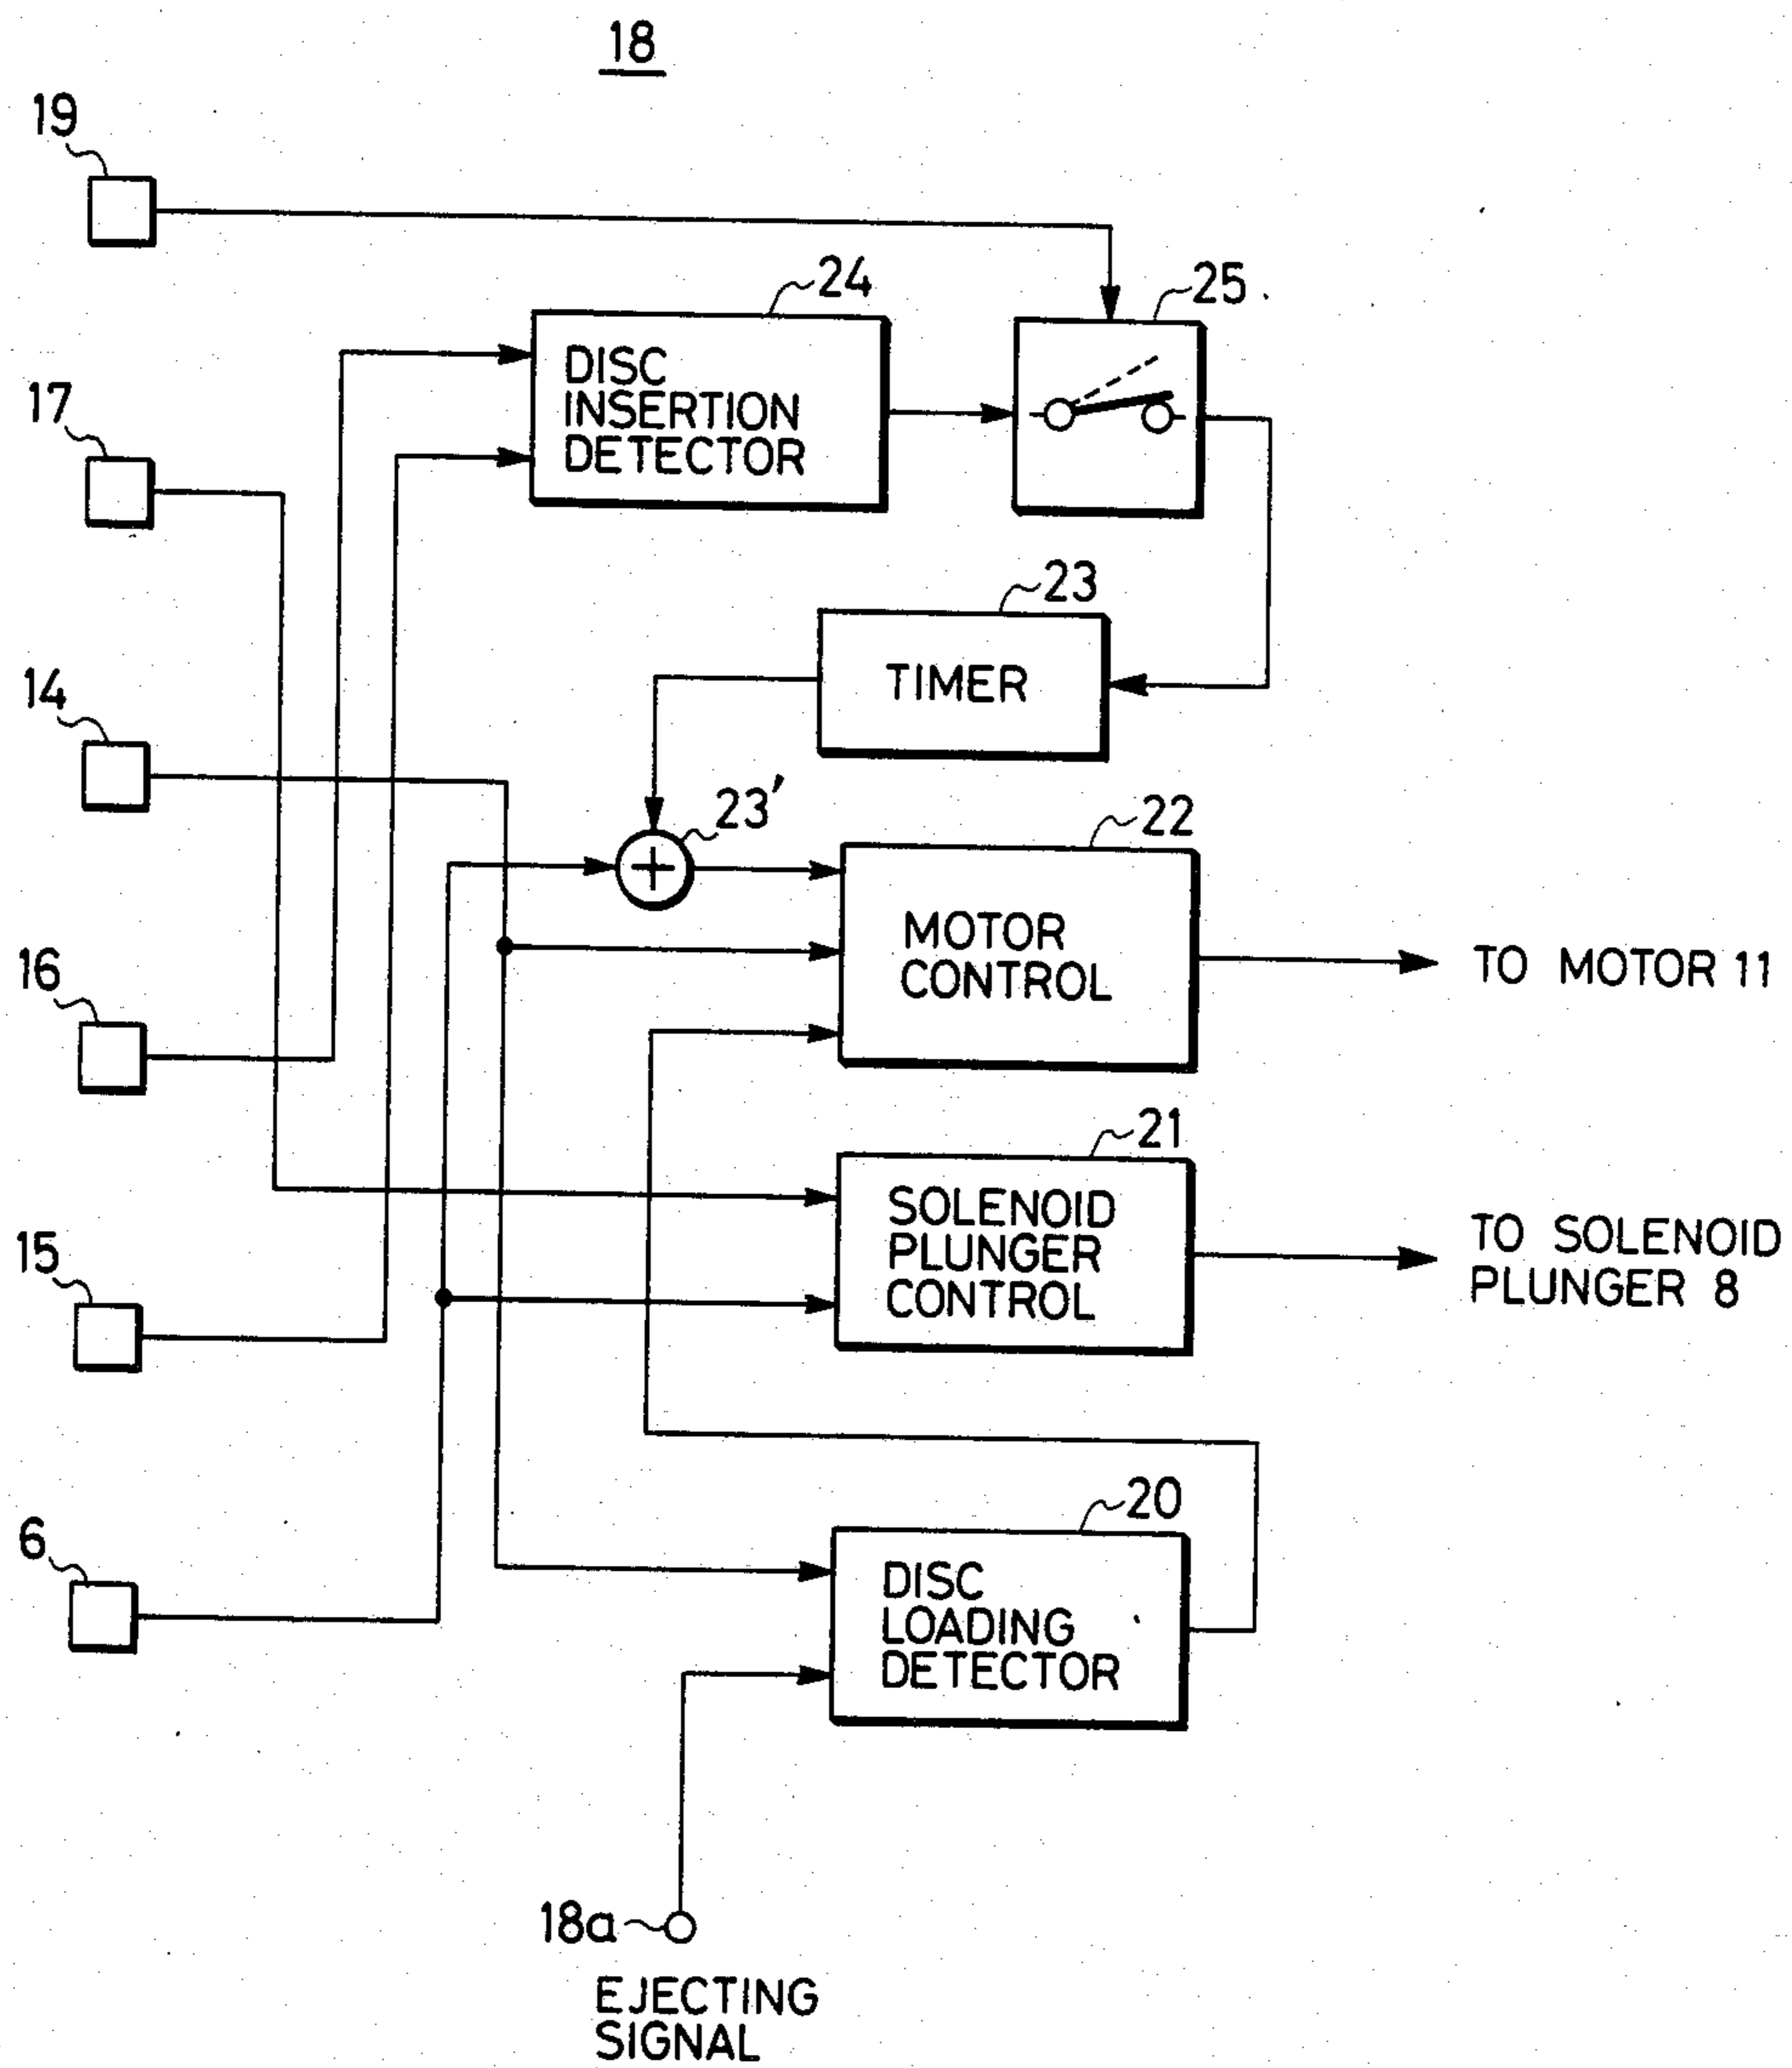 18
19
24
25
DISC
INSERTION
DETECTOR
17
23
TIMER
14
23'
22
+
MOTOR
CONTROL
TO MOTOR 11
16
21
SOLENOID
PLUNGER
CONTROL
TO SOLENOID
PLUNGER 8
15
20
6
DISC
LOADING
DETECTOR
18a
EJECTING
SIGNAL